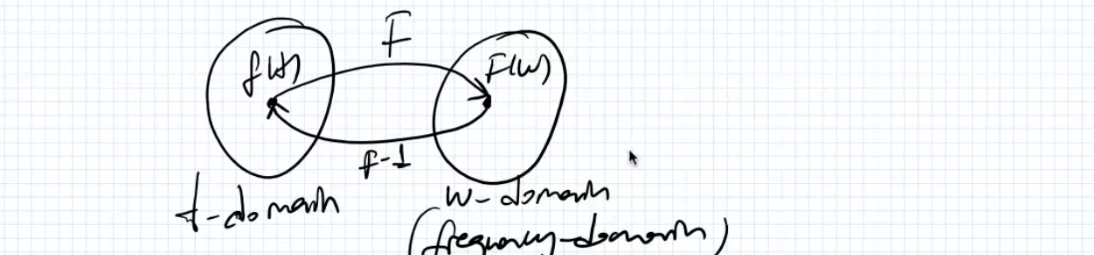 F
f(t) F(w)
f-1
t-domain w-domain
(frequency-domain)